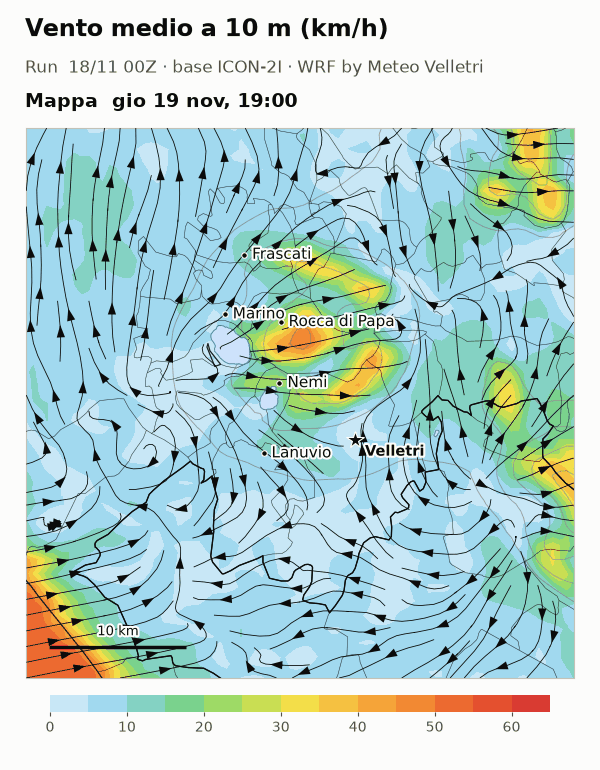 Vento medio a 10 m (km/h)
Run  18/11 00Z · base ICON-2I · WRF by Meteo Velletri
Mappa  gio 19 nov, 19:00
Frascati
Marino
Rocca di Papa
Nemi
Velletri
Lanuvio
10 km
0 10 20 30 40 50 60